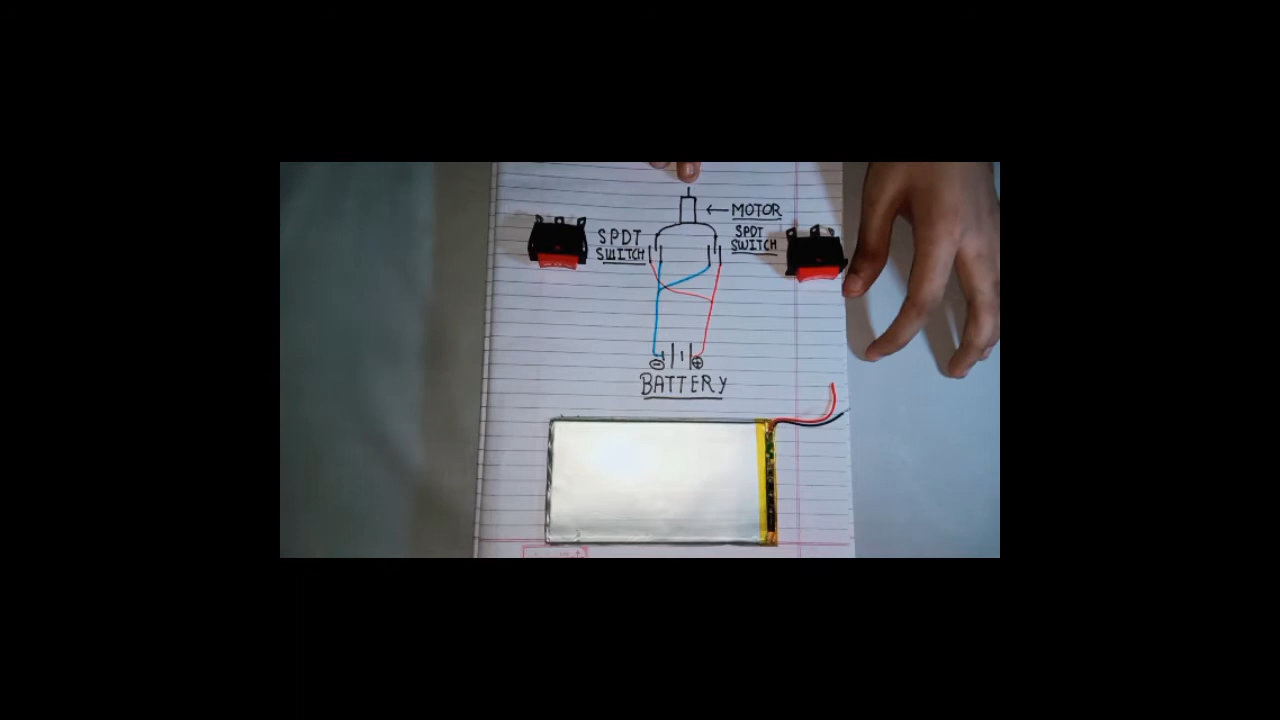 ← MOTOR
SPDT
SWITCH
SPDT
SWITCH
⊖ ⊕
BATTERY